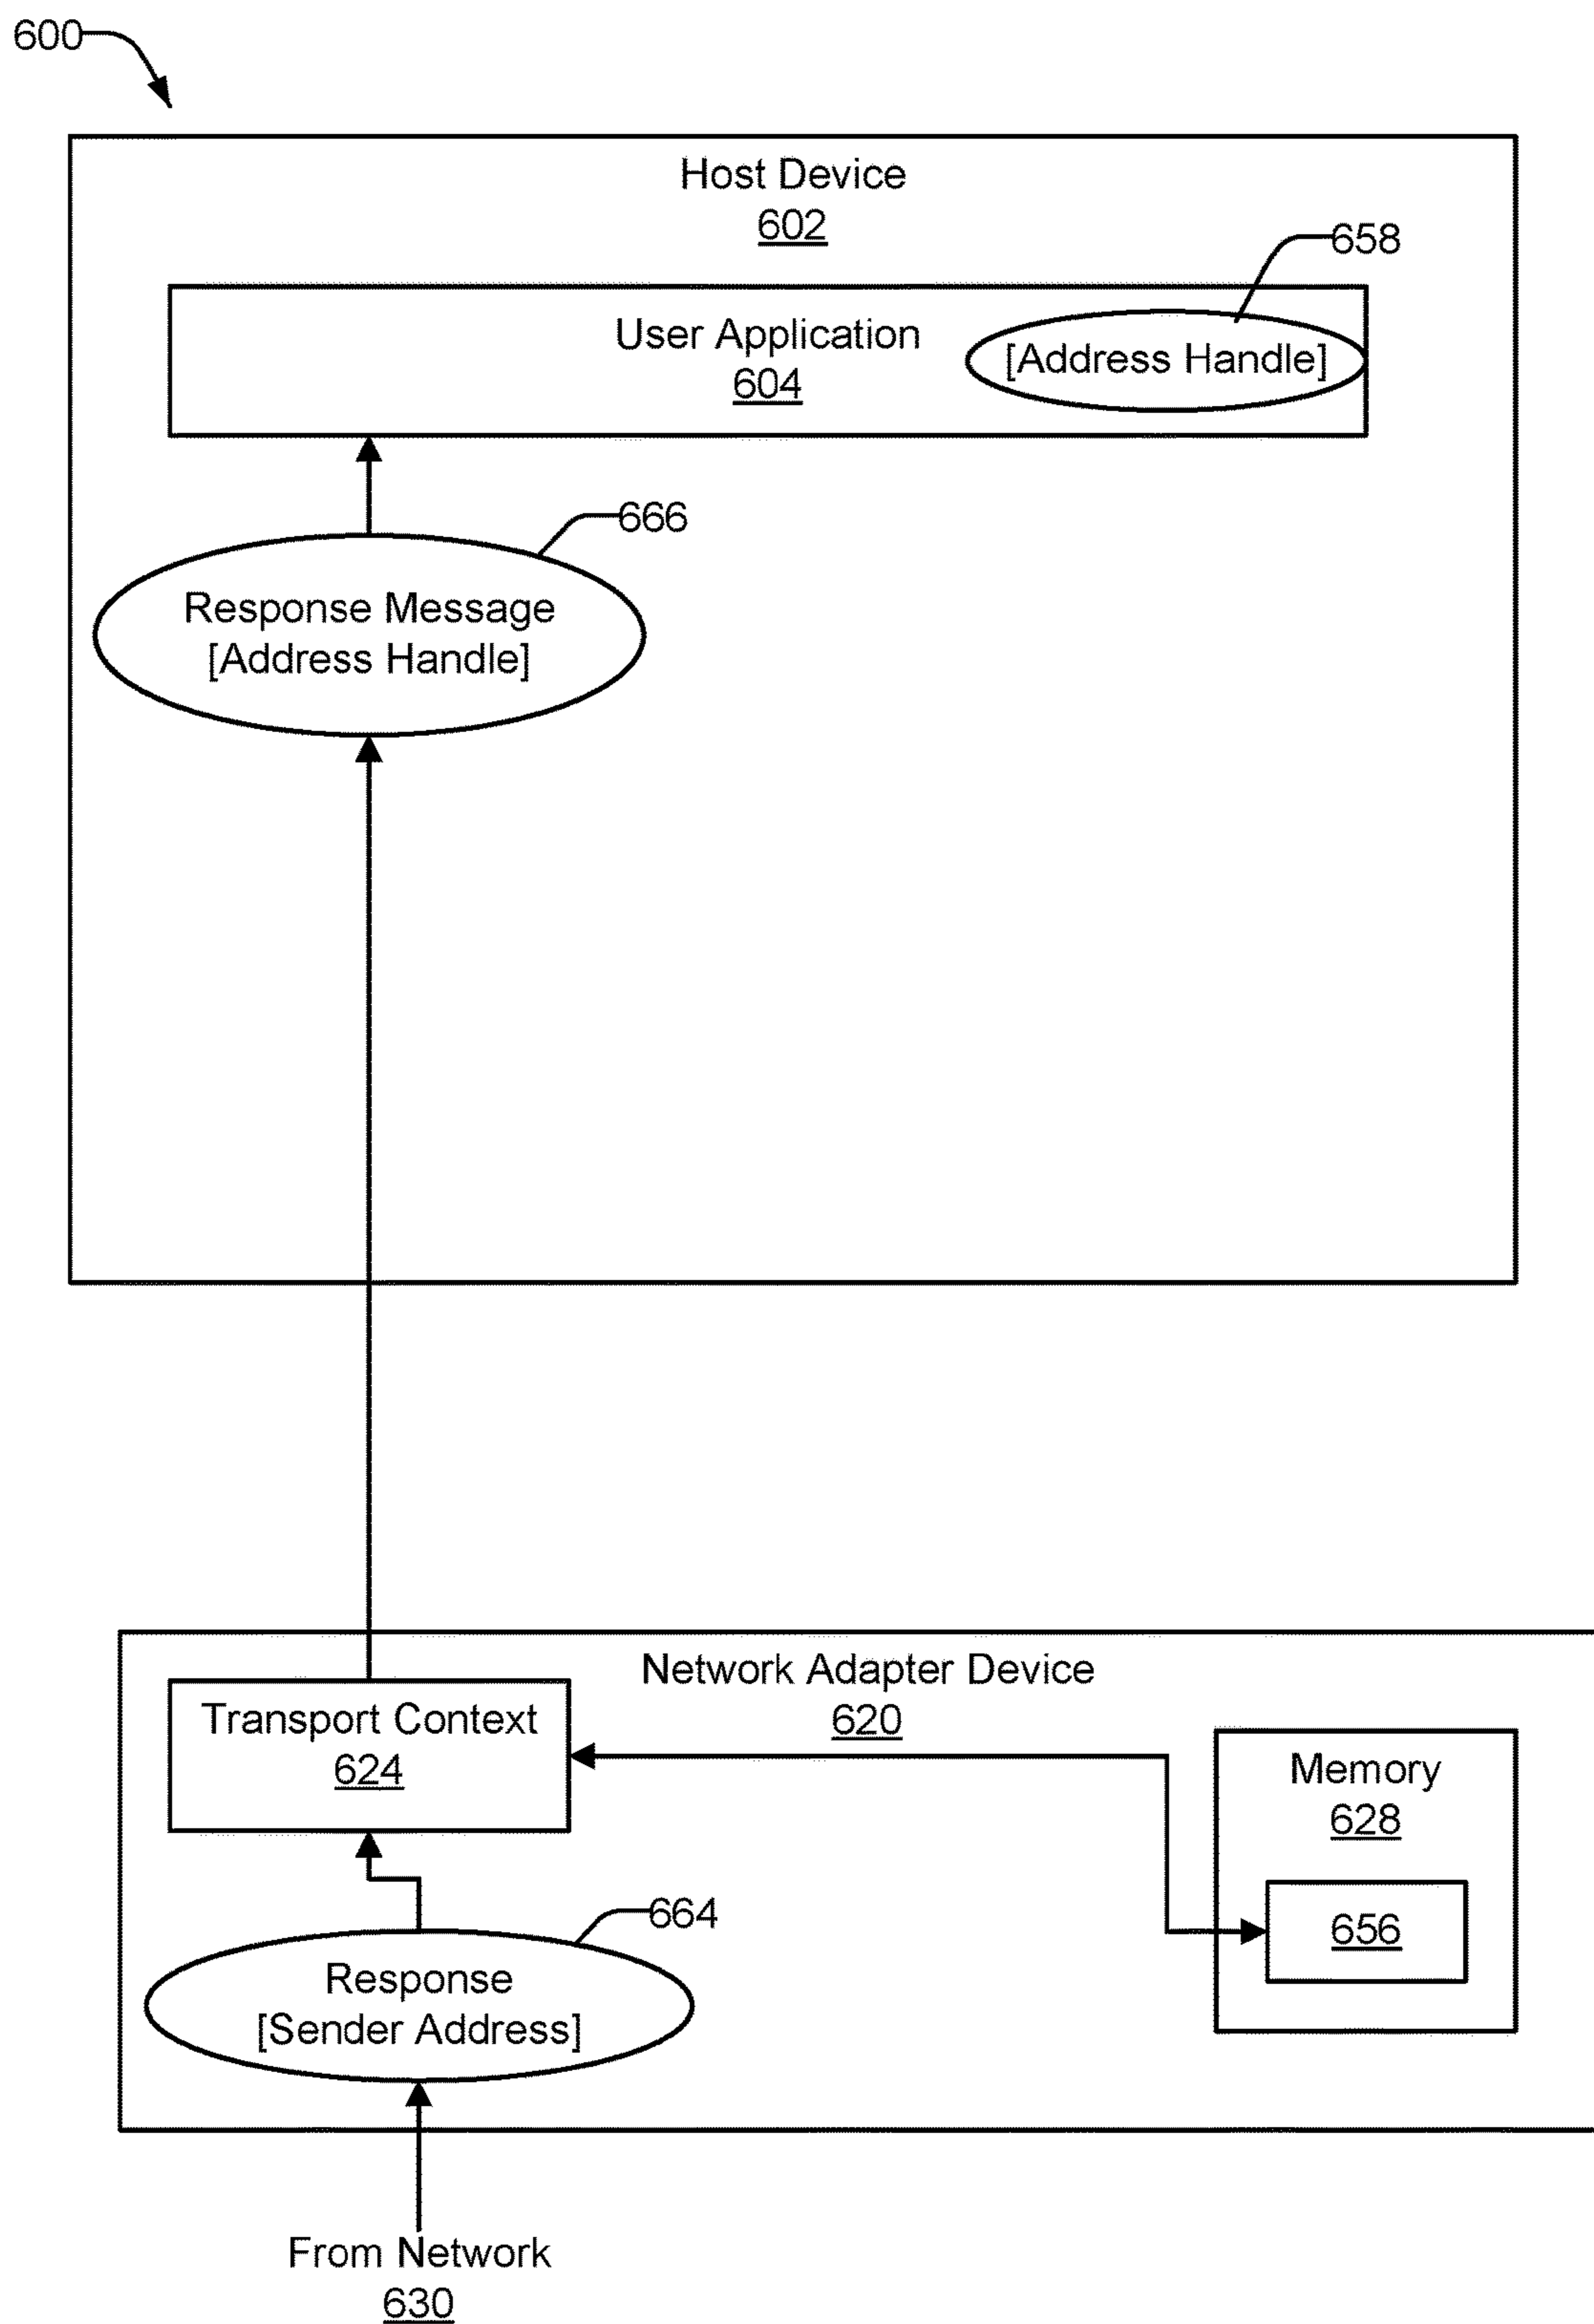 600
Host Device
602
658
User Application
604
[Address Handle]
666
Response Message
[Address Handle]
Network Adapter Device
620
Transport Context
624
Memory
628
656
664
Response
[Sender Address]
From Network
630